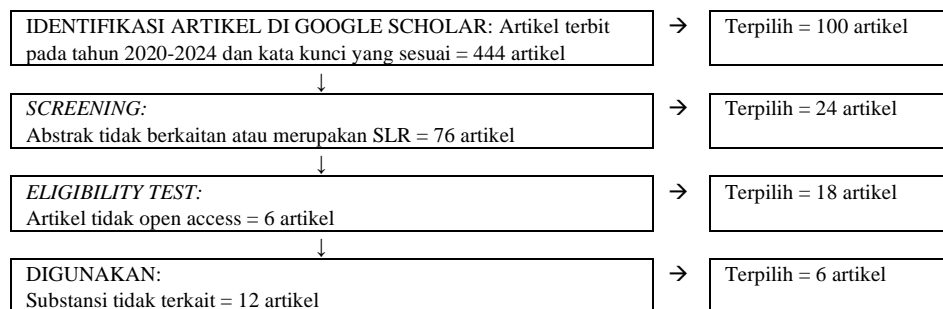 IDENTIFIKASI ARTIKEL DI GOOGLE SCHOLAR: Artikel terbit
pada tahun 2020-2024 dan kata kunci yang sesuai = 444 artikel
→
Terpilih = 100 artikel
↓
SCREENING:
Abstrak tidak berkaitan atau merupakan SLR = 76 artikel
→
Terpilih = 24 artikel
↓
ELIGIBILITY TEST:
Artikel tidak open access = 6 artikel
→
Terpilih = 18 artikel
↓
DIGUNAKAN:
Substansi tidak terkait = 12 artikel
→
Terpilih = 6 artikel